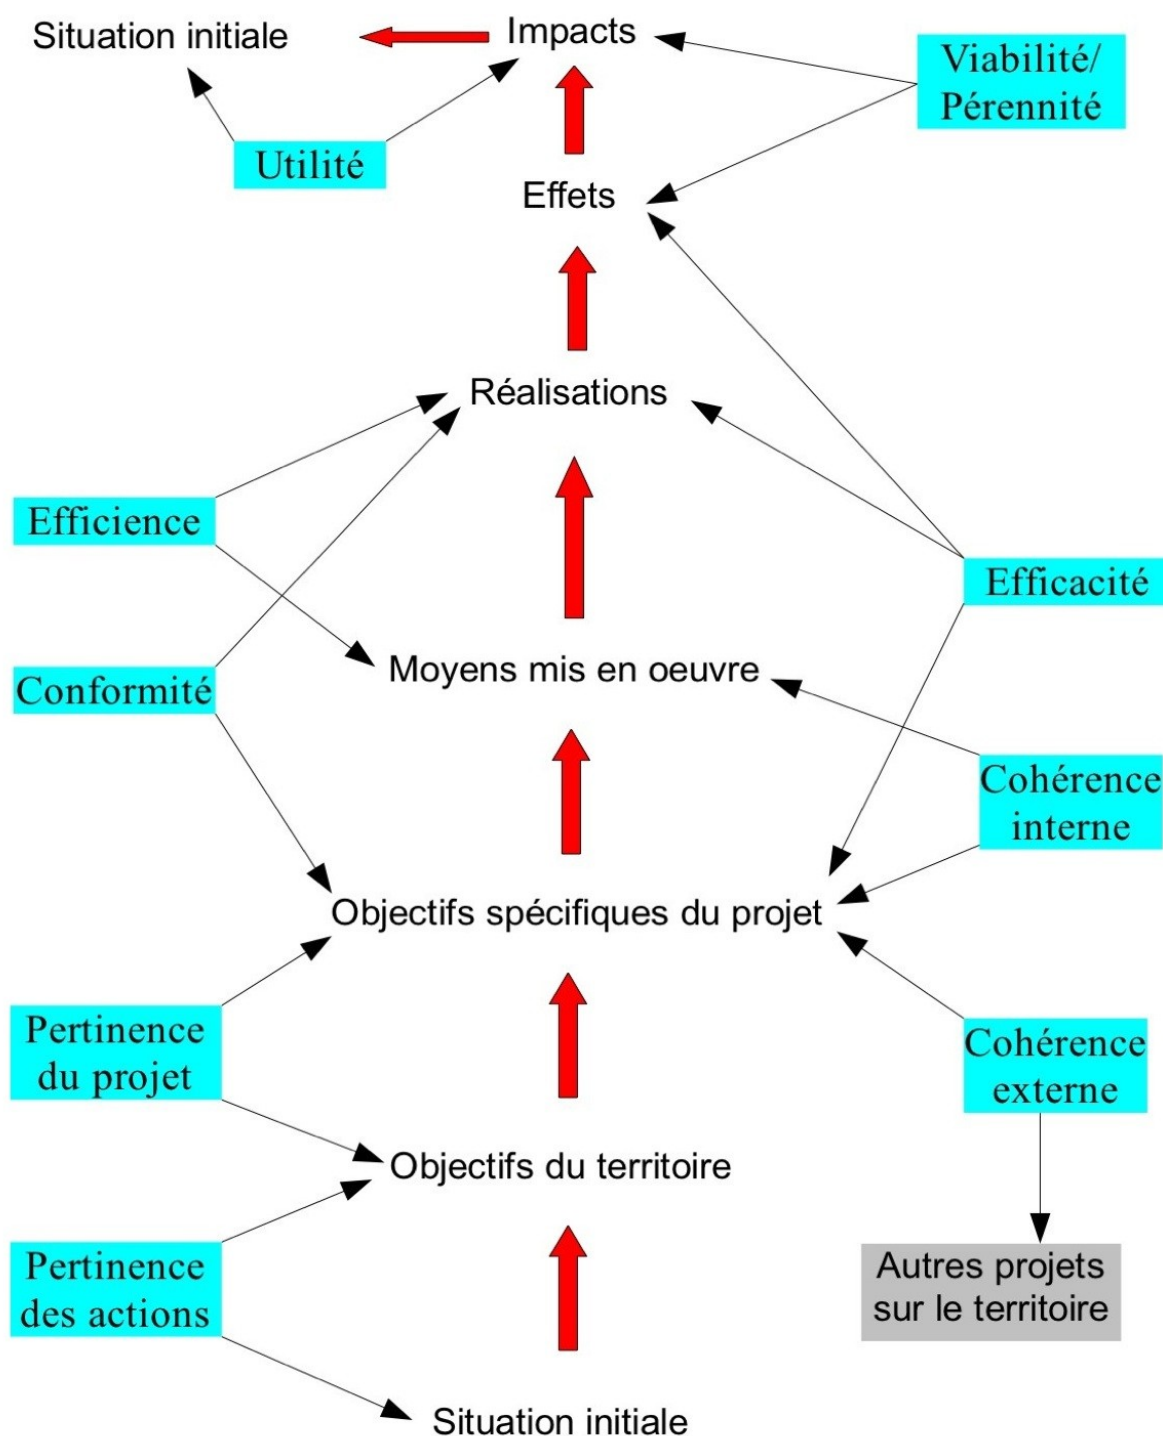 Situation initiale
Impacts
Viabilité/
Pérennité
Utilité
Effets
Réalisations
Efficience
Efficacité
Moyens mis en oeuvre
Conformité
Cohérence
interne
Objectifs spécifiques du projet
Pertinence
du projet
Cohérence
externe
Objectifs du territoire
Pertinence
des actions
Autres projets
sur le territoire
Situation initiale